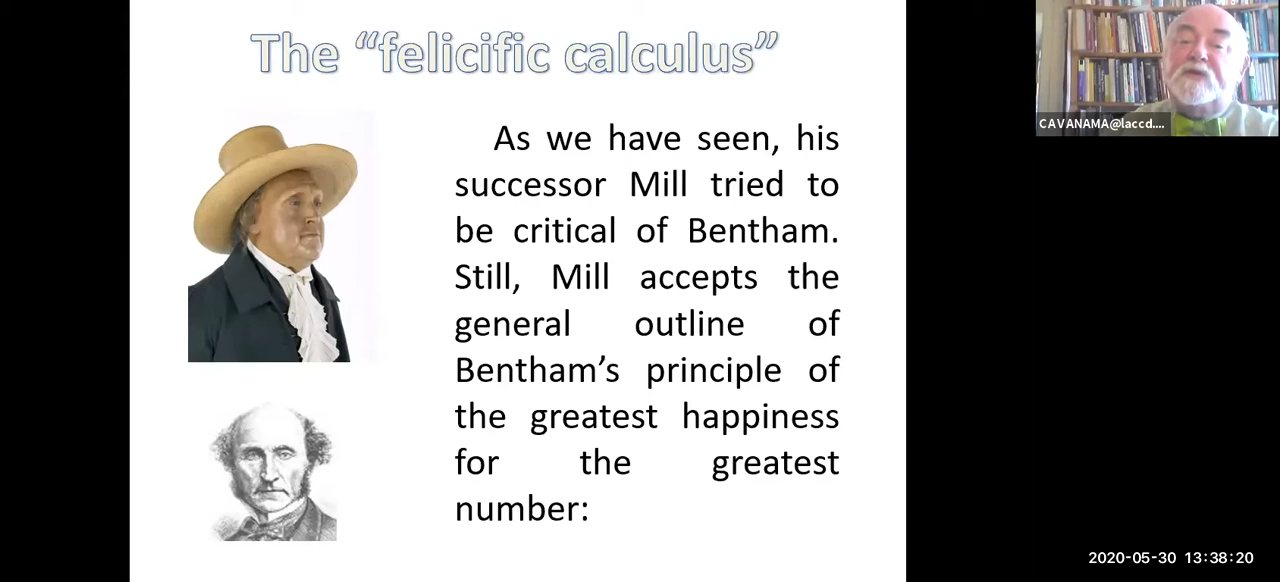 The “felicific calculus”
CAVANAMA@laccd....
As we have seen, his
successor Mill tried to
be critical of Bentham.
Still, Mill accepts the
general outline of
Bentham’s principle of
the greatest happiness
for the greatest
number:
2020-05-30 13:38:20